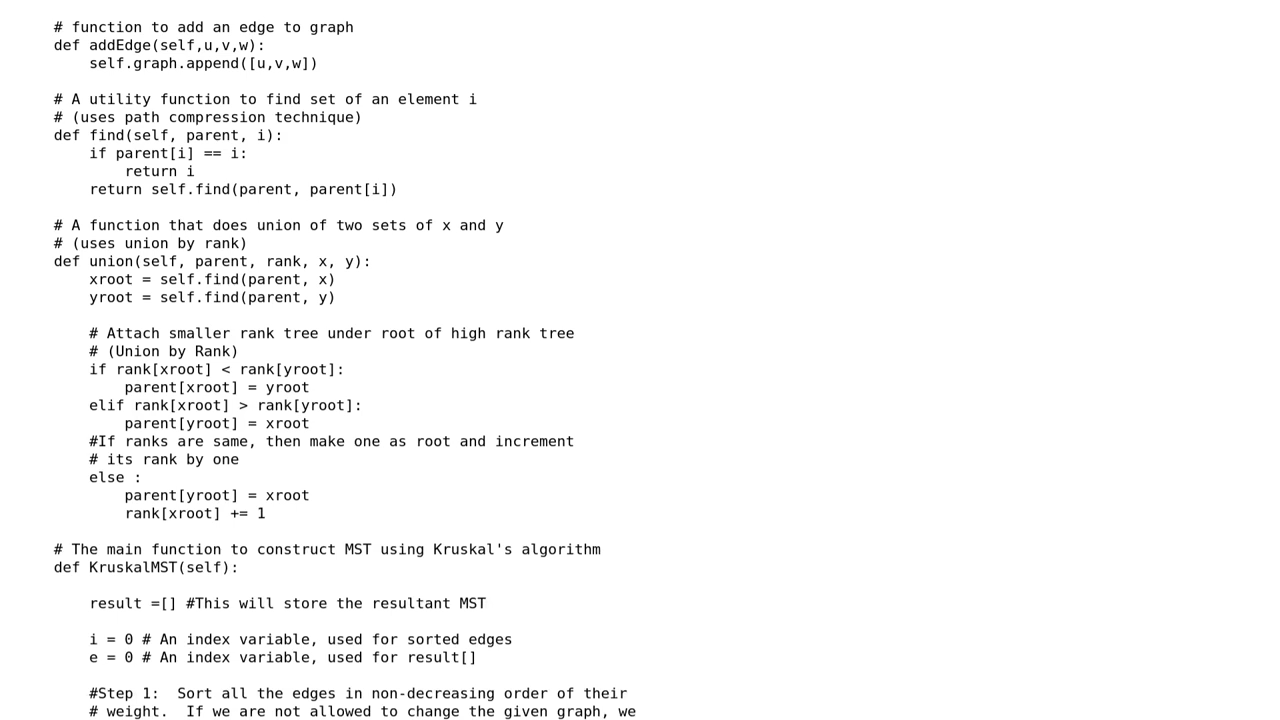 # function to add an edge to graph
def addEdge(self,u,v,w):
    self.graph.append([u,v,w])

# A utility function to find set of an element i
# (uses path compression technique)
def find(self, parent, i):
    if parent[i] == i:
        return i
    return self.find(parent, parent[i])

# A function that does union of two sets of x and y
# (uses union by rank)
def union(self, parent, rank, x, y):
    xroot = self.find(parent, x)
    yroot = self.find(parent, y)

    # Attach smaller rank tree under root of high rank tree
    # (Union by Rank)
    if rank[xroot] < rank[yroot]:
        parent[xroot] = yroot
    elif rank[xroot] > rank[yroot]:
        parent[yroot] = xroot
    #If ranks are same, then make one as root and increment
    # its rank by one
    else :
        parent[yroot] = xroot
        rank[xroot] += 1

# The main function to construct MST using Kruskal's algorithm
def KruskalMST(self):

    result =[] #This will store the resultant MST

    i = 0 # An index variable, used for sorted edges
    e = 0 # An index variable, used for result[]

    #Step 1:  Sort all the edges in non-decreasing order of their
    # weight.  If we are not allowed to change the given graph, we